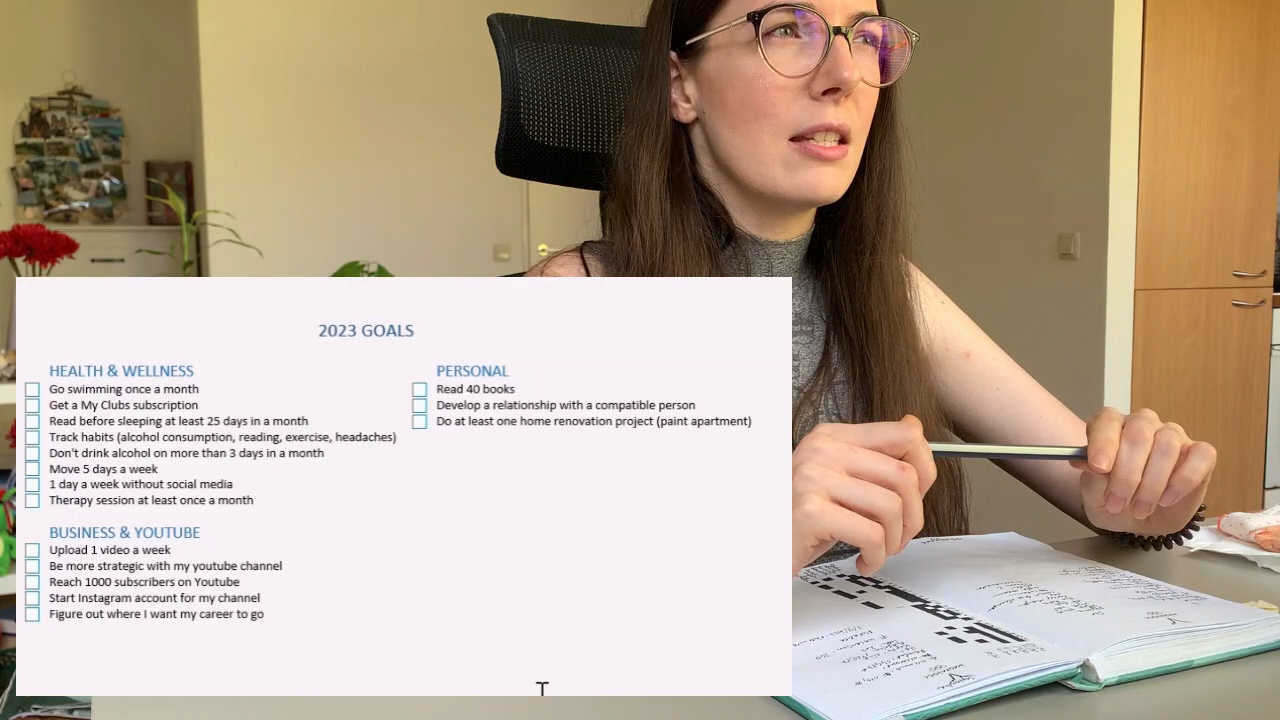 2023 GOALS
HEALTH & WELLNESS
Go swimming once a month
Get a My Clubs subscription
Read before sleeping at least 25 days in a month
Track habits (alcohol consumption, reading, exercise, headaches)
Don't drink alcohol on more than 3 days in a month
Move 5 days a week
1 day a week without social media
Therapy session at least once a month
BUSINESS & YOUTUBE
Upload 1 video a week
Be more strategic with my youtube channel
Reach 1000 subscribers on Youtube
Start Instagram account for my channel
Figure out where I want my career to go
PERSONAL
Read 40 books
Develop a relationship with a compatible person
Do at least one home renovation project (paint apartment)